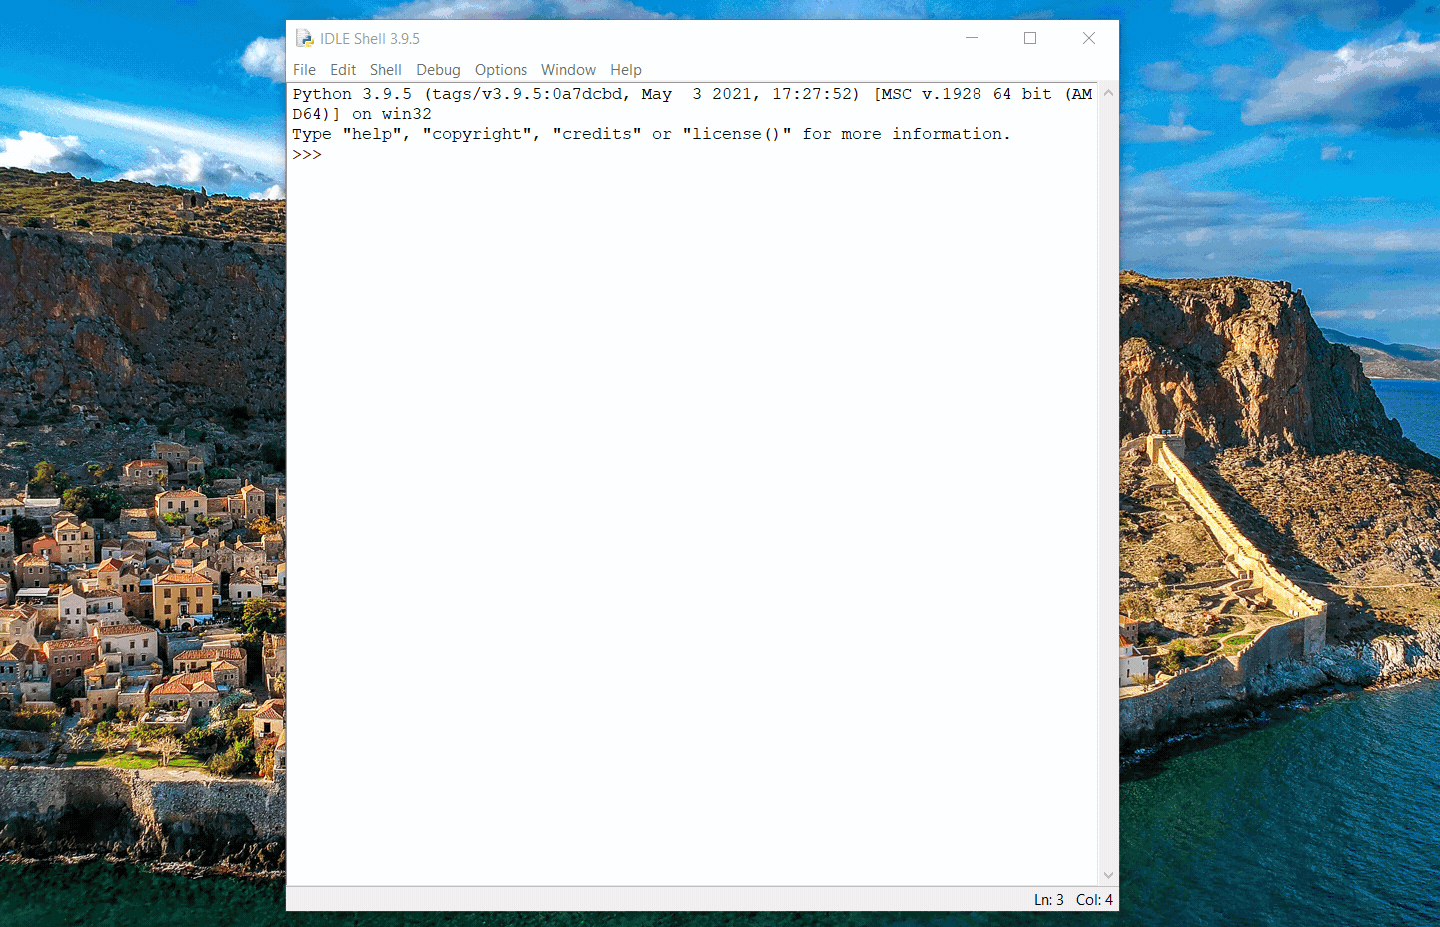 IDLE Shell 3.9.5
File Edit Shell Debug Options Window Help
Python 3.9.5 (tags/v3.9.5:0a7dcbd, May  3 2021, 17:27:52) [MSC v.1928 64 bit (AM
D64)] on win32
Type "help", "copyright", "credits" or "license()" for more information.
>>>
Ln: 3 Col: 4